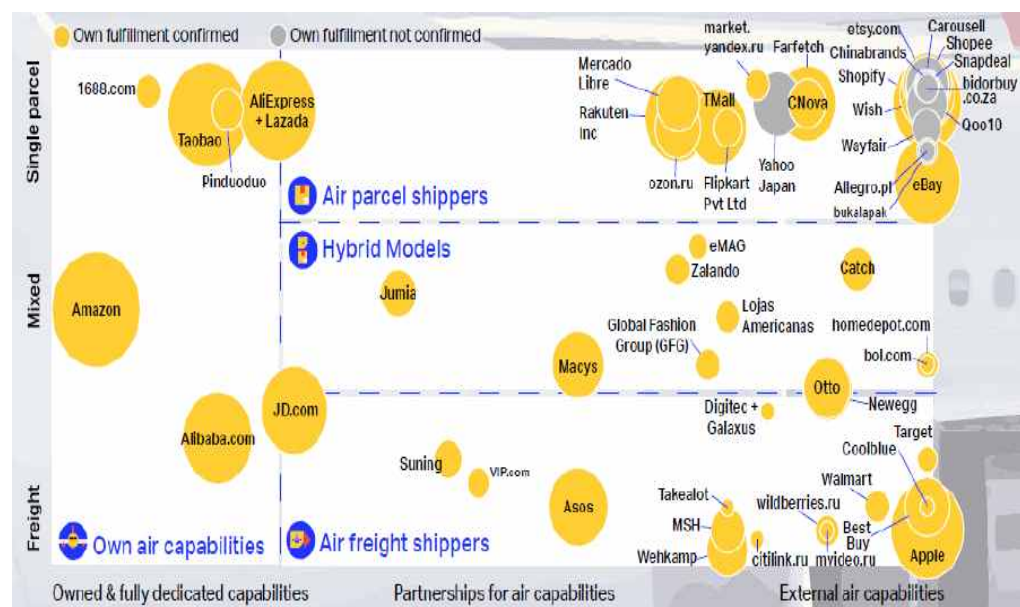 Own fulfillment confirmed
Own fulfillment not confirmed
Single parcel
Mixed
Freight
1688.com
Taobao
Pinduoduo
AliExpress
+ Lazada
Air parcel shippers
Mercado
Libre
Rakuten
Inc
ozon.ru
TMall
Flipkart
Pvt Ltd
market.
yandex.ru
Farfetch
CNova
Yahoo
Japan
etsy.com
Chinabrands
Shopify
Wish
Wayfair
Allegro.pl
bukalapak
Carousell
Shopee
Snapdeal
bidorbuy
.co.za
Qoo10
eBay
Hybrid Models
Amazon
Jumia
eMAG
Zalando
Lojas
Americanas
Global Fashion
Group (GFG)
Macys
Catch
homedepot.com
bol.com
Otto
Newegg
JD.com
Alibaba.com
Digitec +
Galaxus
Suning
VIP.com
Asos
Takealot
MSH
Wehkamp
citilink.ru
wildberries.ru
mvideo.ru
Walmart
Target
Coolblue
Best
Buy
Apple
Own air capabilities
Air freight shippers
Owned & fully dedicated capabilities
Partnerships for air capabilities
External air capabilities